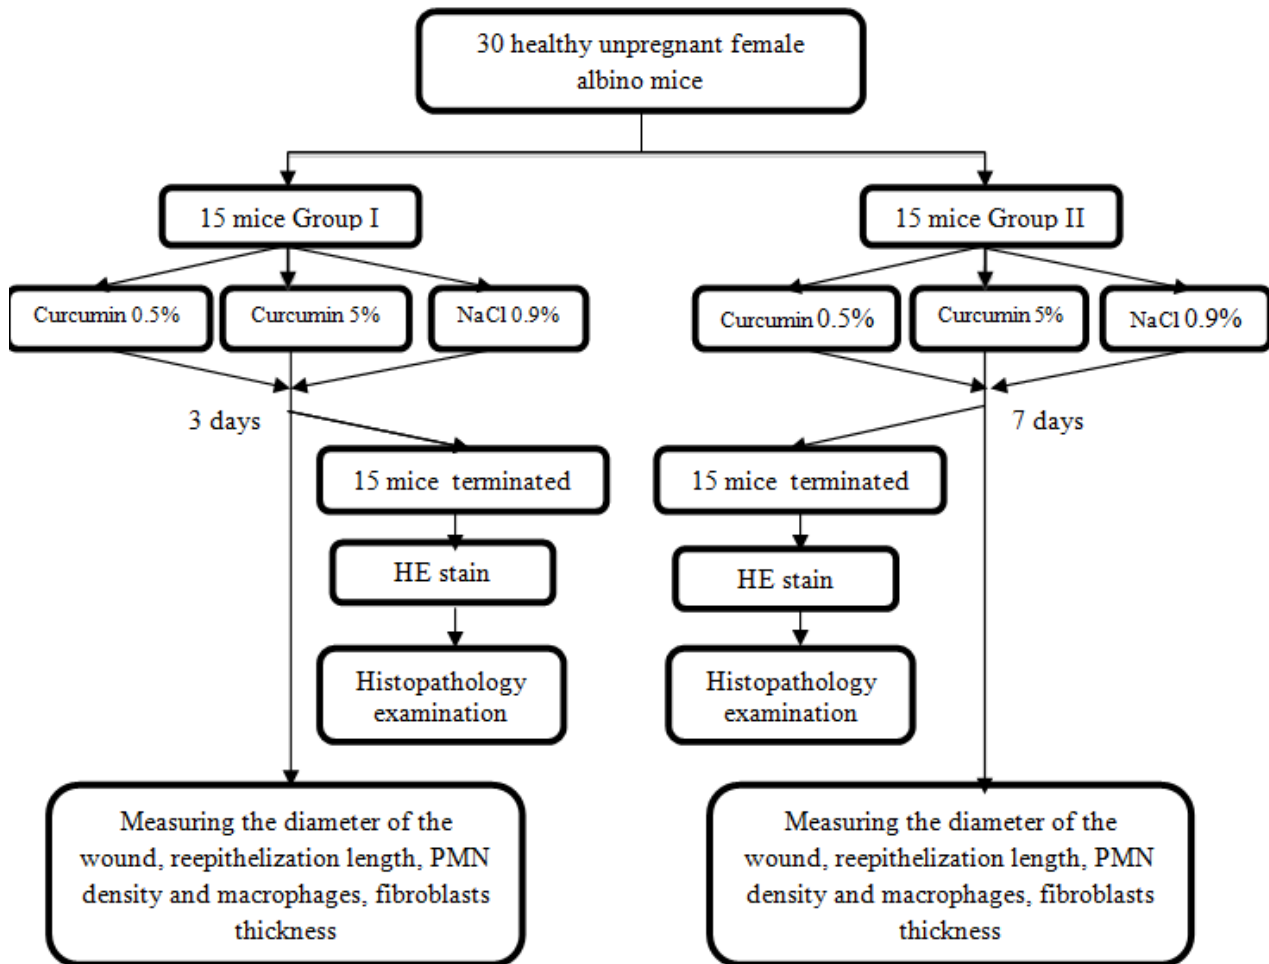 30 healthy unpregnant female
albino mice
15 mice Group I
15 mice Group II
Curcumin 0.5%
Curcumin 5%
NaCl 0.9%
Curcumin 0.5%
Curcumin 5%
NaCl 0.9%
3 days
7 days
15 mice terminated
15 mice terminated
HE stain
HE stain
Histopathology
examination
Histopathology
examination
Measuring the diameter of the
wound, reepithelization length, PMN
density and macrophages, fibroblasts
thickness
Measuring the diameter of the
wound, reepithelization length, PMN
density and macrophages, fibroblasts
thickness